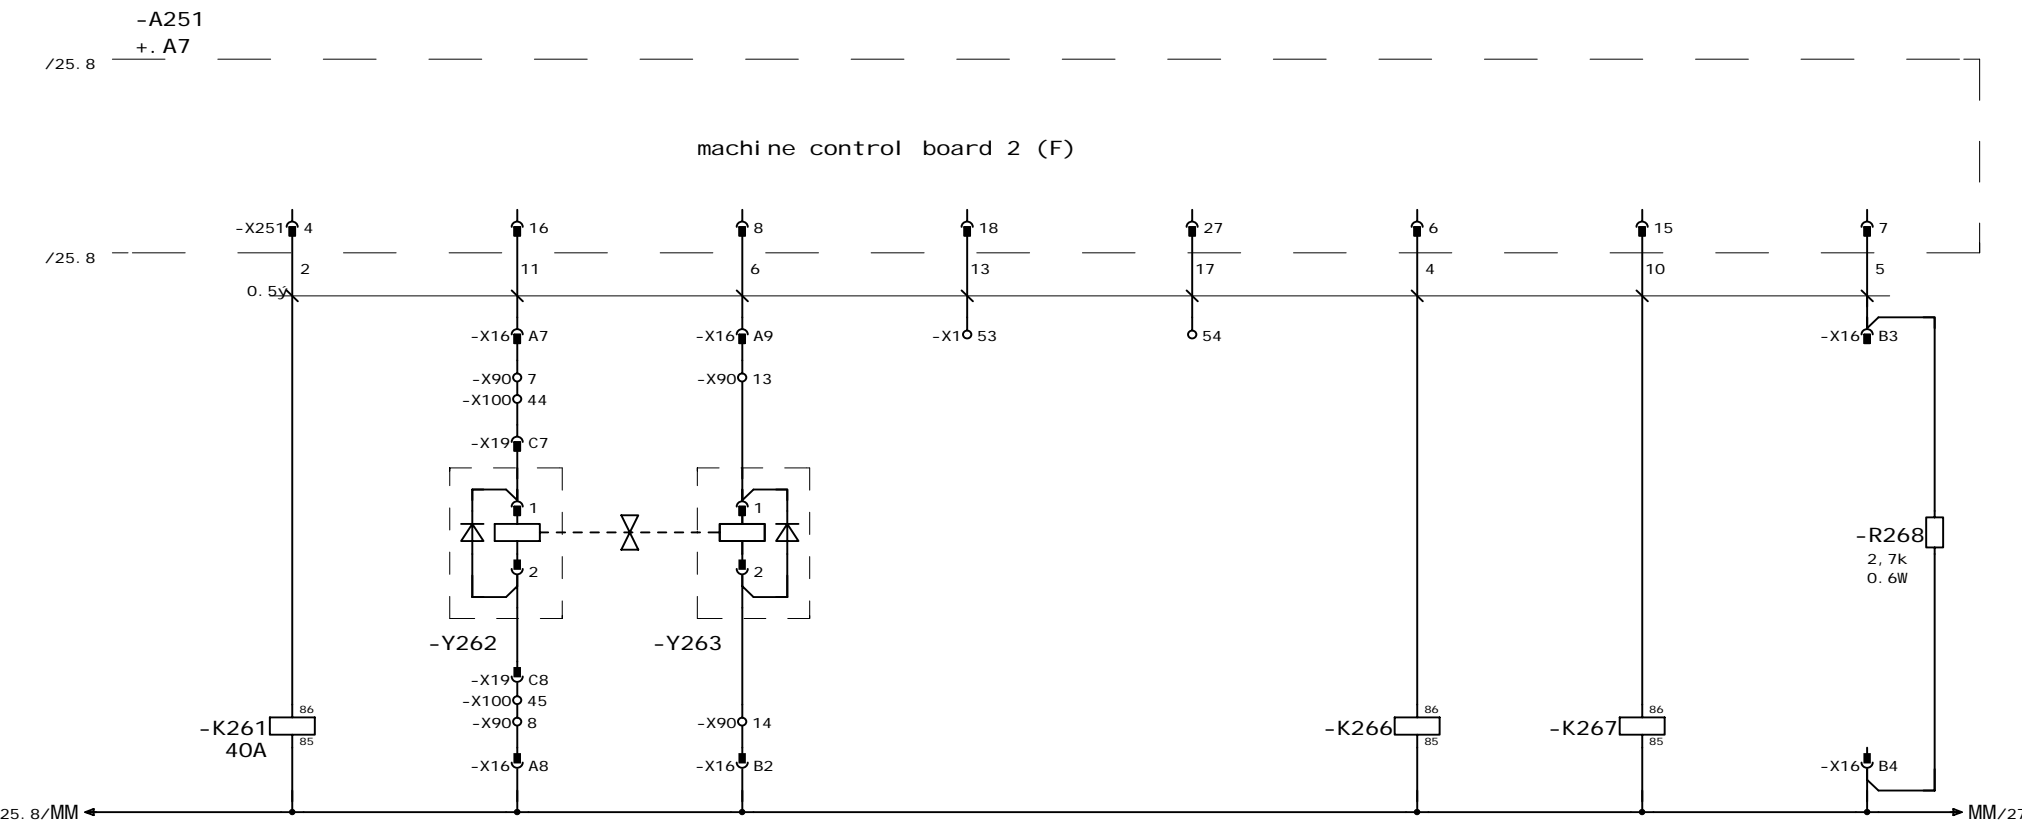 -A251
+. A7
/25. 8
machine control board 2 (F)
-X251 4 16 8 18 27 6 15 7
/25. 8
2 11 6 13 17 4 10 5
0. 5ý
-X16 A7 -X16 A9 -X1 53 54 -X16 B3
-X90 7 -X90 13
-X100 44
-X19 C7
1 1
-R268
2, 7k
0. 6W
2 2
-Y262 -Y263
-X19 C8
-X100 45
86 86 86
-K261 -X90 8 -X90 14 -K266 -K267
85 85 85
40A
-X16 A8 -X16 B2 -X16 B4
25. 8/MM MM/27